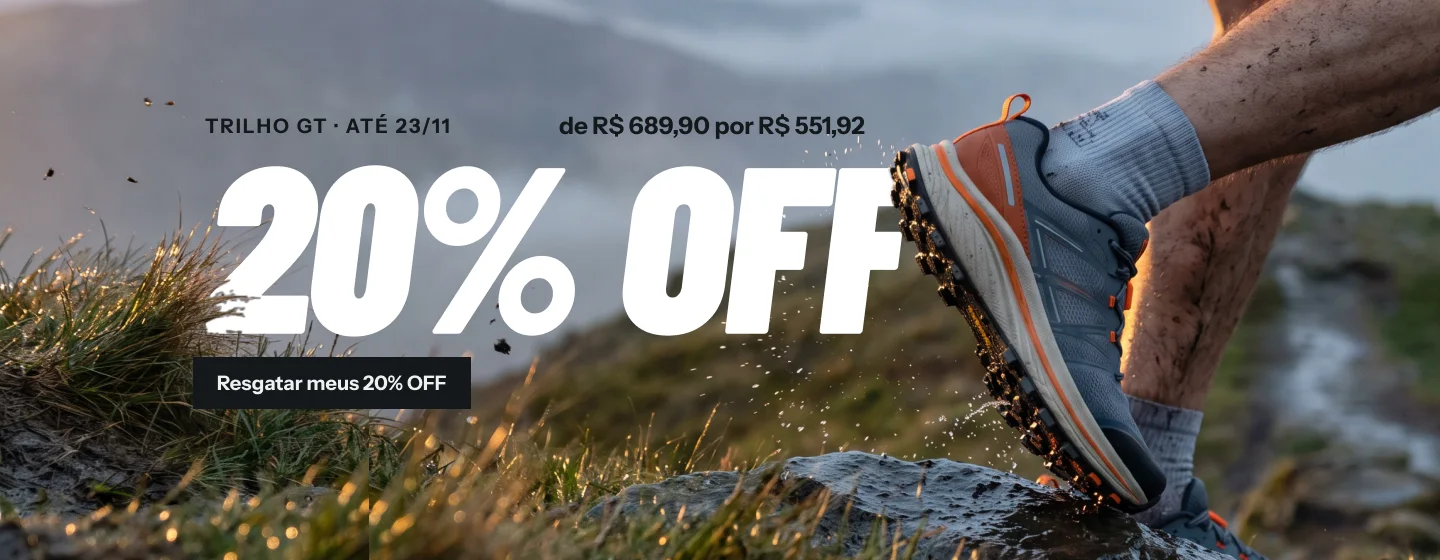 TRILHO GT · ATÉ 23/11
de R$ 689,90 por R$ 551,92
20% OFF
Resgatar meus 20% OFF